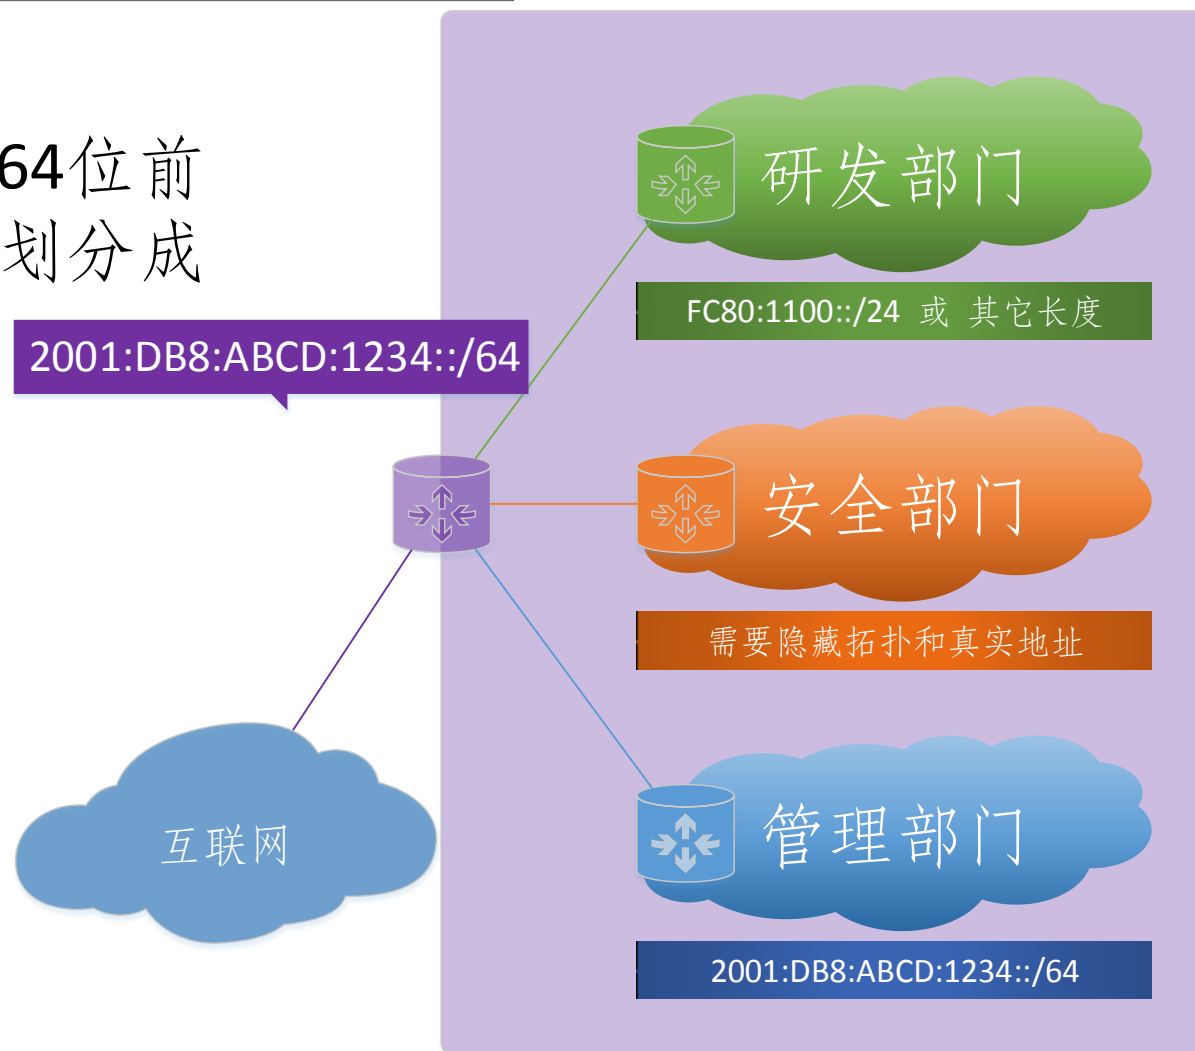 64位前
划分成
2001:DB8:ABCD:1234::/64
研发部门
FC80:1100::/24 或 其它长度
安全部门
需要隐藏拓扑和真实地址
互联网
管理部门
2001:DB8:ABCD:1234::/64